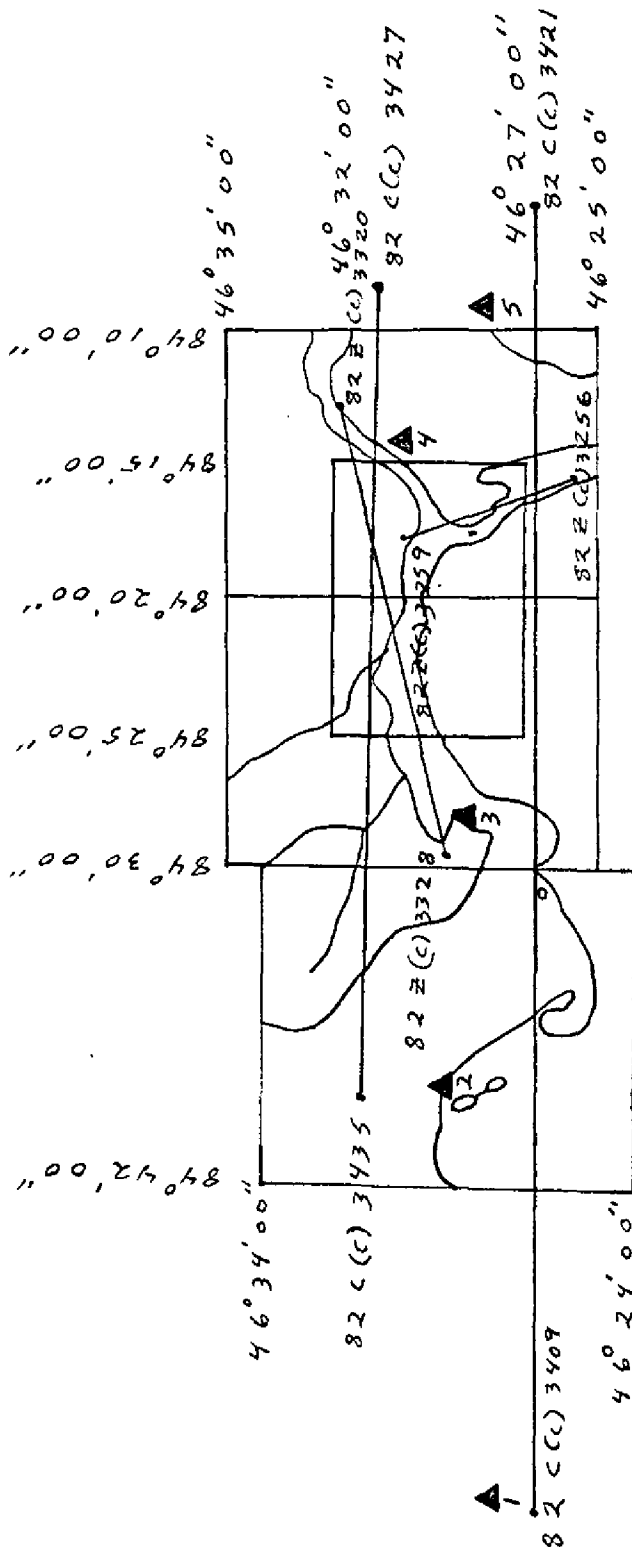 84° 42' 00"
84° 30' 00"
84° 25' 00"
84° 20' 00"
84° 15' 00"
84° 10' 00"
46° 35' 00"
46° 34' 00"
46° 32' 00"
82 Z (C) 3320
82 C (C) 3427
82 C (C) 3435
82 Z (C) 3328
82 Z (C) 3259
4
3
2
5
1
46° 27' 00"
82 C (C) 3421
82 C (C) 3409
82 Z (C) 3256
46° 25' 00"
46° 24' 00"